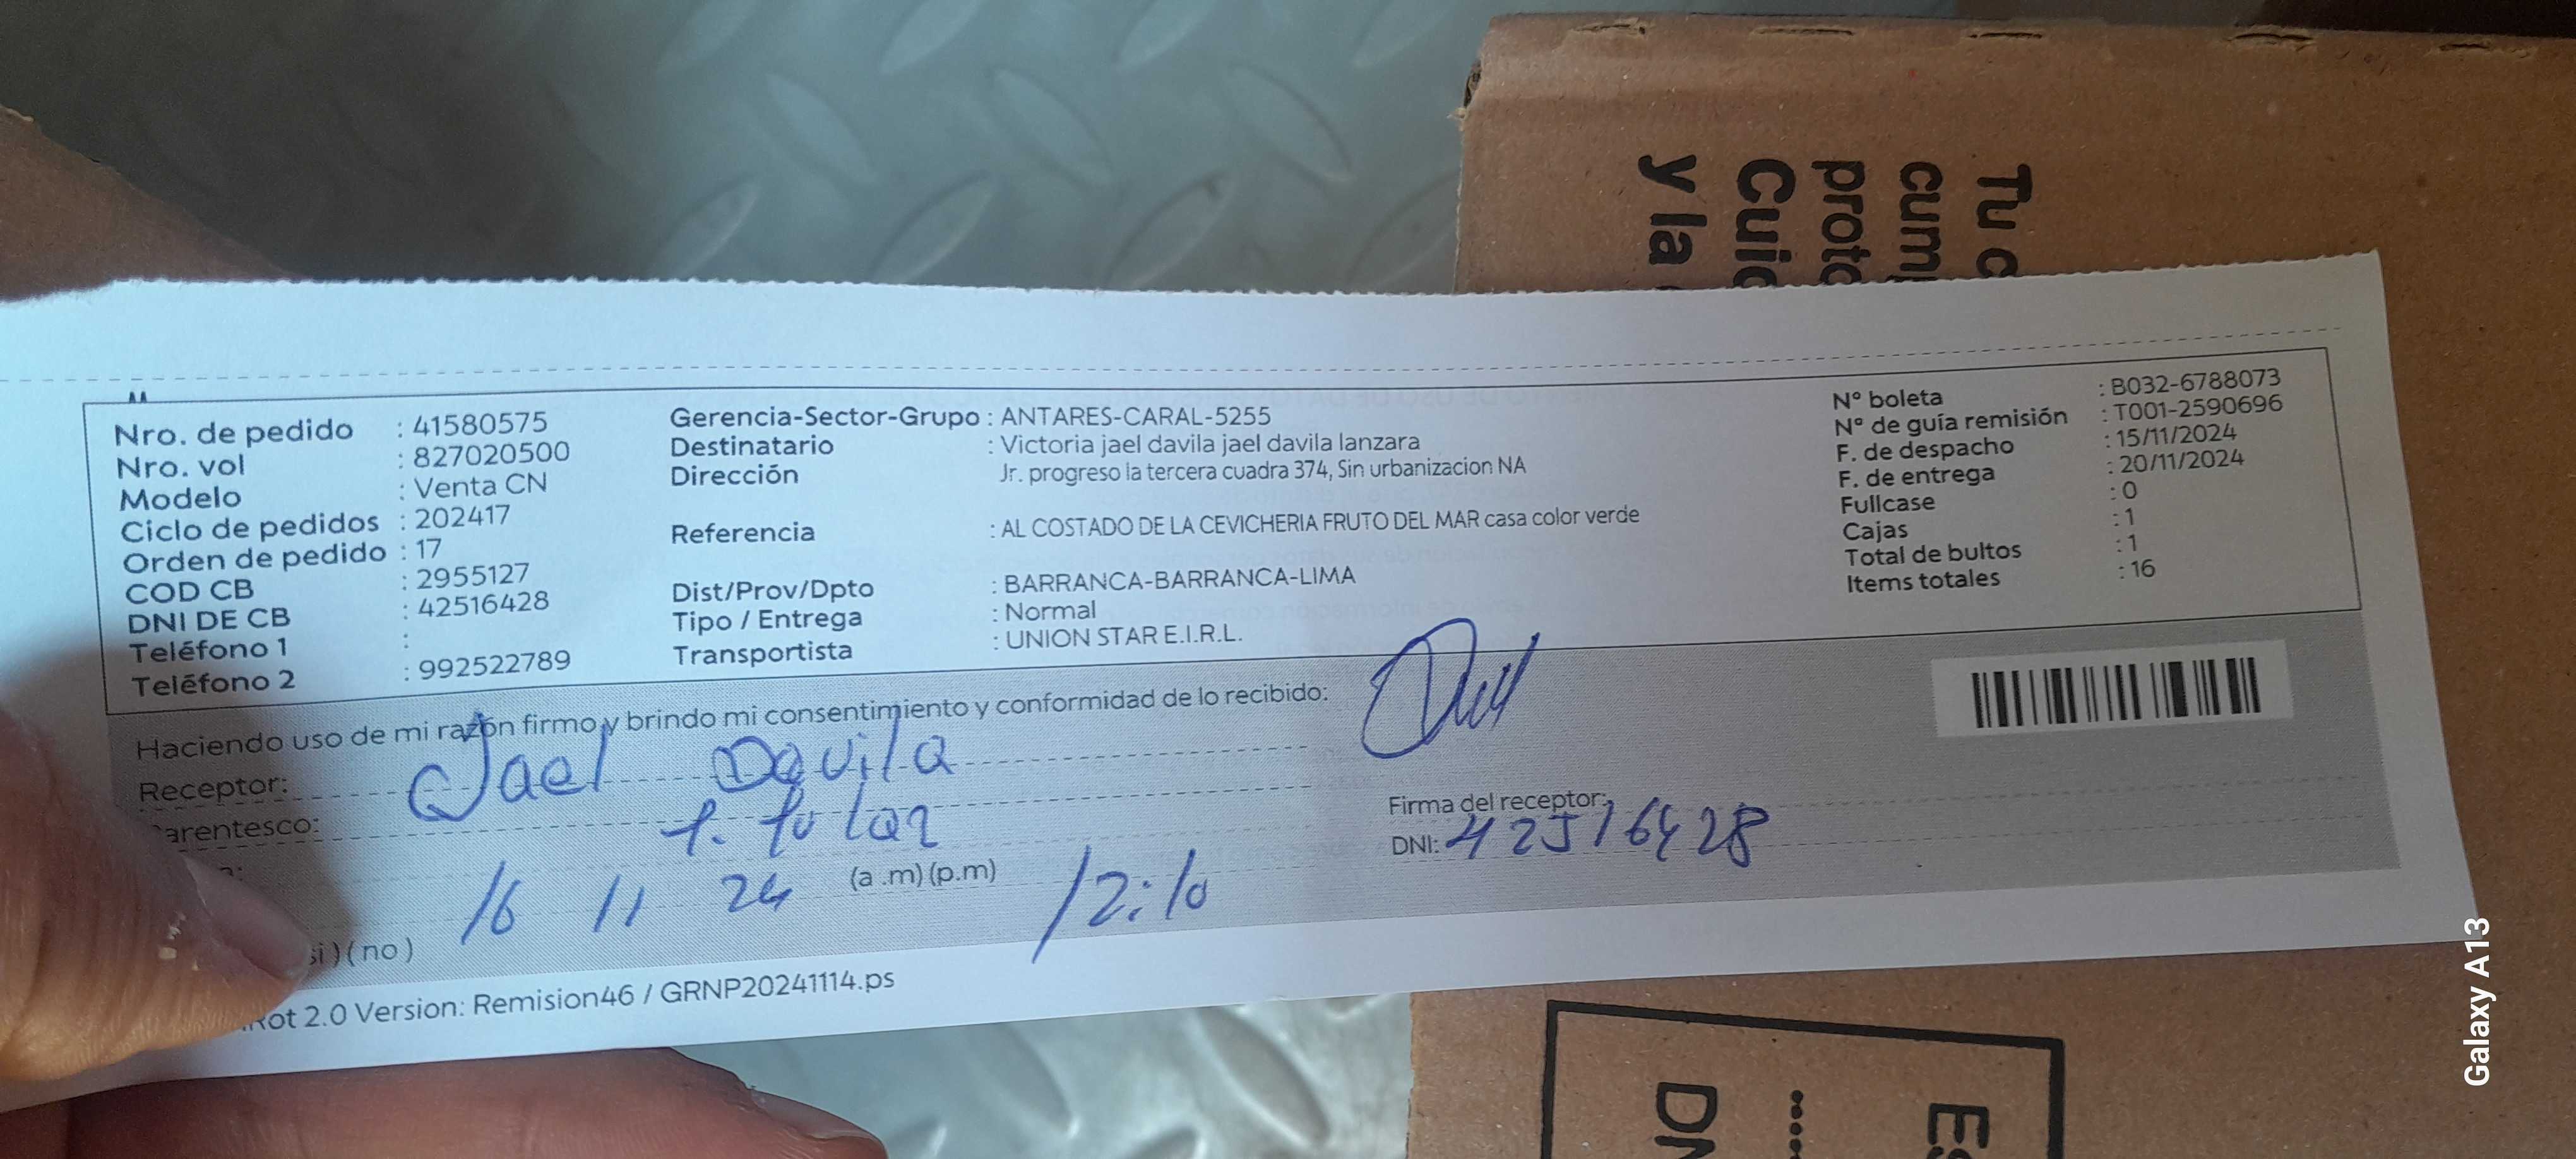 Nro. de pedido : 41580575
Nro. vol : 827020500
Modelo : Venta CN
Ciclo de pedidos : 202417
Orden de pedido : 17
COD CB : 2955127
DNI DE CB : 42516428
Teléfono 1 :
Teléfono 2 : 992522789
Gerencia-Sector-Grupo : ANTARES-CARAL-5255
Destinatario : Victoria jael davila jael davila lanzara
Dirección Jr. progreso la tercera cuadra 374, Sin urbanizacion NA
Referencia : AL COSTADO DE LA CEVICHERIA FRUTO DEL MAR casa color verde
Dist/Prov/Dpto : BARRANCA-BARRANCA-LIMA
Tipo / Entrega : Normal
Transportista : UNION STAR E.I.R.L.
N° boleta : B032-6788073
N° de guía remisión : T001-2590696
F. de despacho : 15/11/2024
F. de entrega : 20/11/2024
Fullcase : 0
Cajas : 1
Total de bultos : 1
Items totales : 16
Haciendo uso de mi razón firmo y brindo mi consentimiento y conformidad de lo recibido:
Receptor: Jael Davila
arentesco:
Firma del receptor:
DNI: 42516428
16 11 24 (a .m) (p.m) 12:10
si ) ( no )
Rot 2.0 Version: Remision46 / GRNP20241114.ps
Tu c
cum
proto
Cuid
y la
Es
DN
Galaxy A13